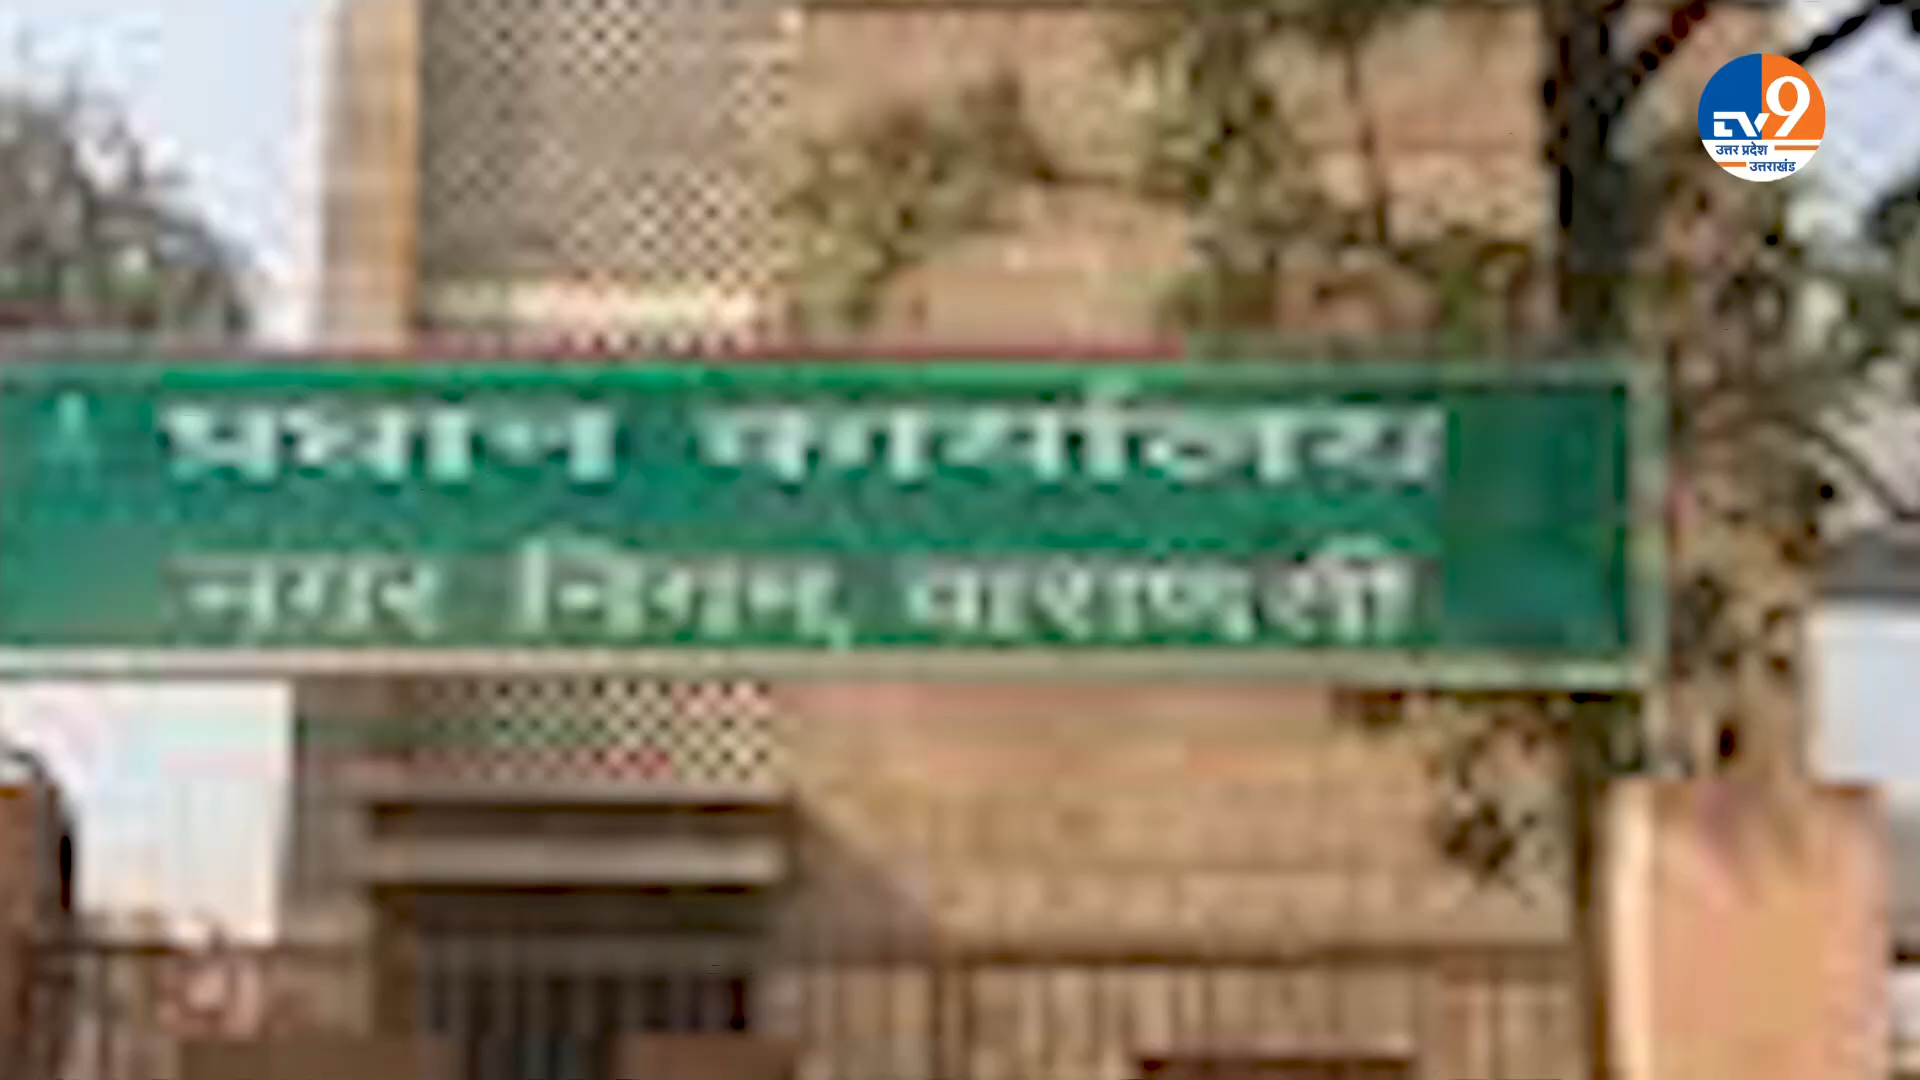 प्रधान कार्यालय
नगर निगम, वाराणसी
TV9
उत्तर प्रदेश
उत्तराखंड